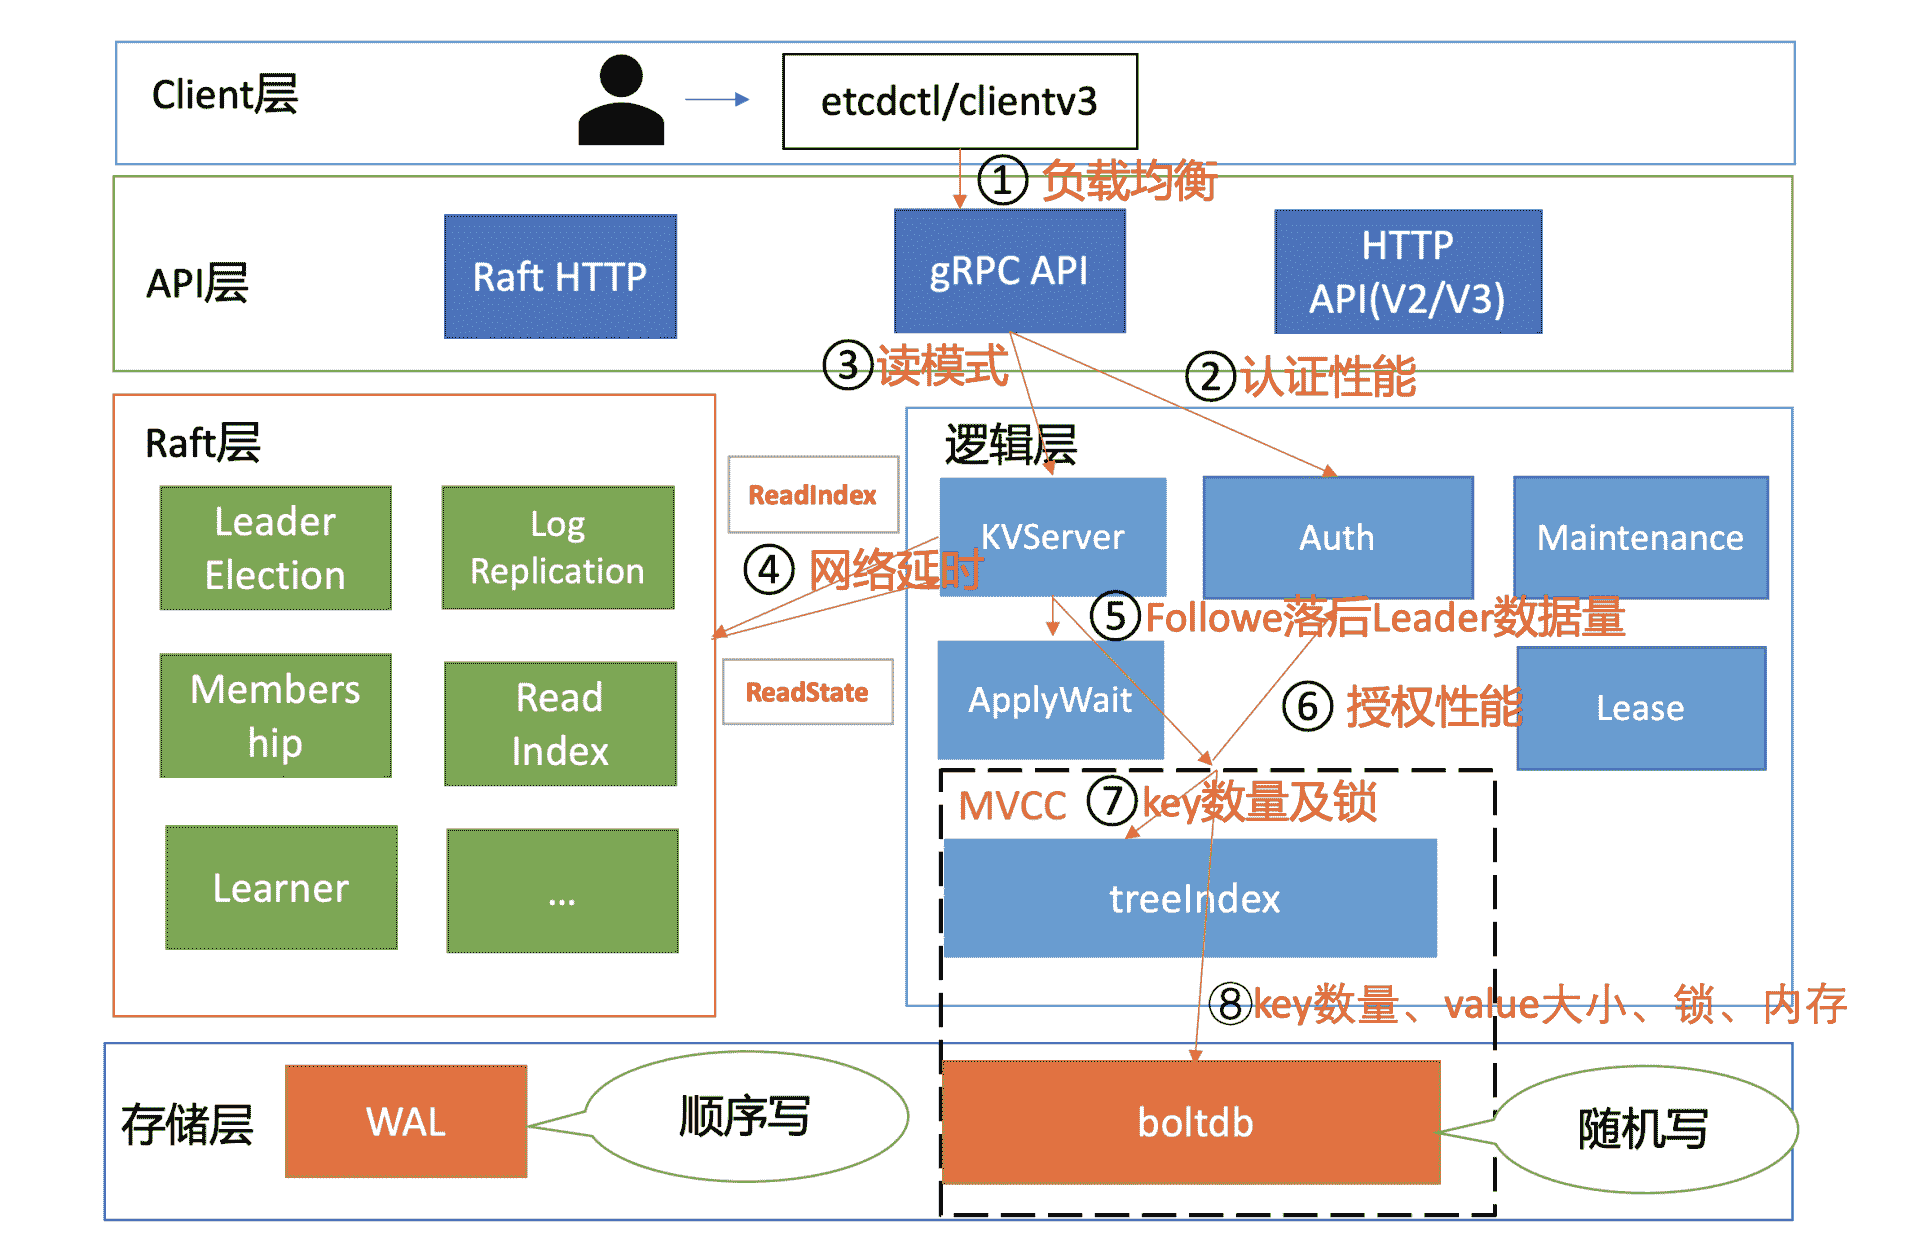 Client层
etcdctl/clientv3
① 负载均衡
API层
Raft HTTP
gRPC API
HTTP
API(V2/V3)
③读模式
②认证性能
Raft层
逻辑层
Leader
Election
Log
Replication
ReadIndex
KVServer
Auth
Maintenance
④ 网络延时
⑤Followe落后Leader数据量
Members
hip
Read
Index
ReadState
ApplyWait
⑥ 授权性能
Lease
MVCC
⑦key数量及锁
Learner
...
treeIndex
⑧key数量、value大小、锁、内存
存储层
WAL
顺序写
boltdb
随机写